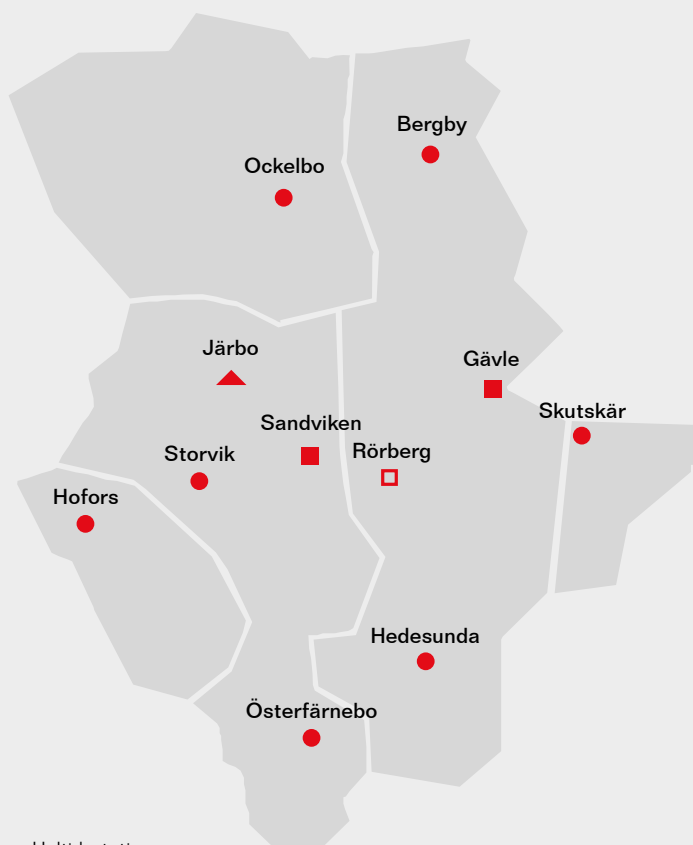 Bergby
Ockelbo
Järbo
Gävle
Skutskär
Sandviken
Storvik
Rörberg
Hofors
Hedesunda
Österfärnebo